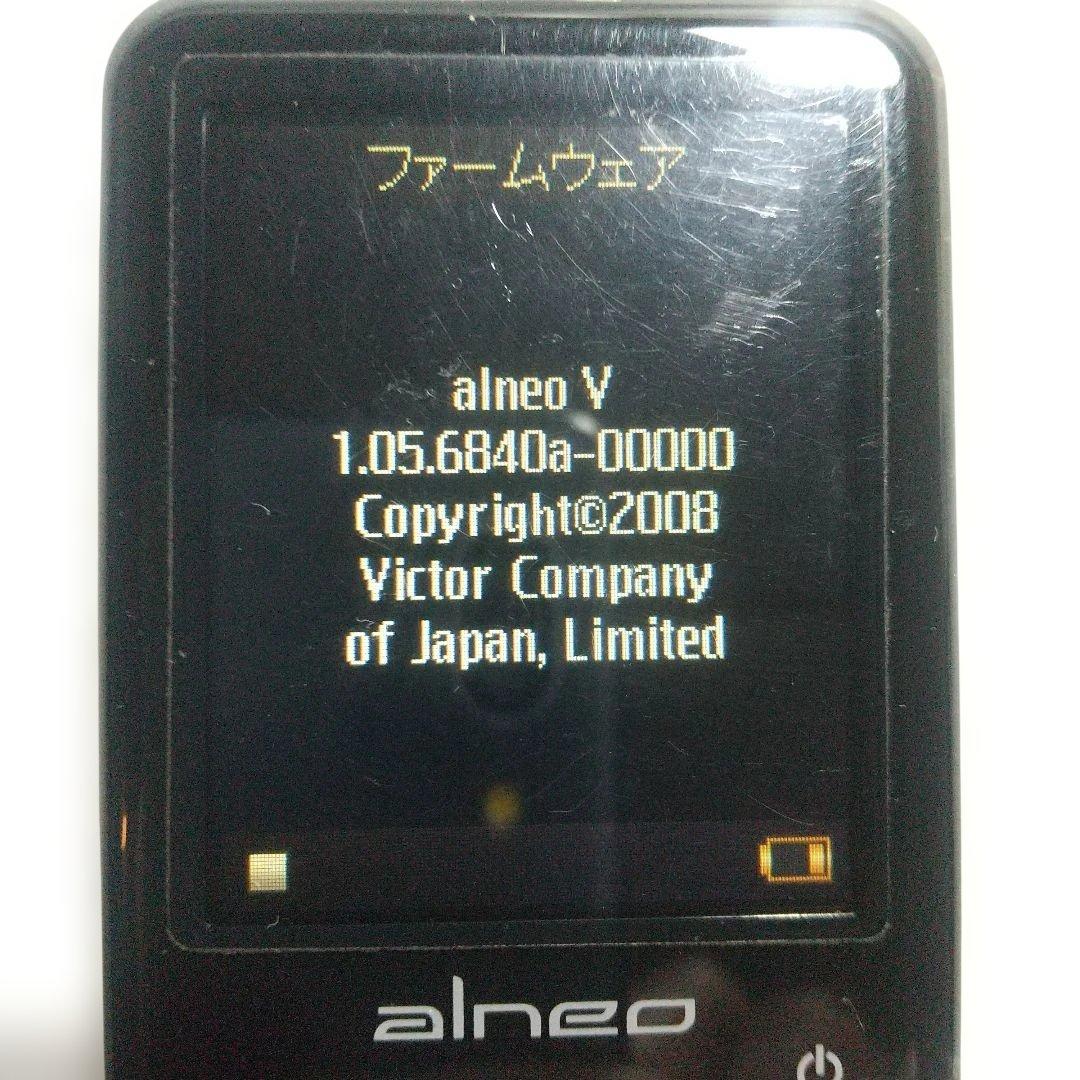 ファームウェア
alneo V
1.05.6840a-00000
Copyright©2008
Victor Company
of Japan, Limited
alneo